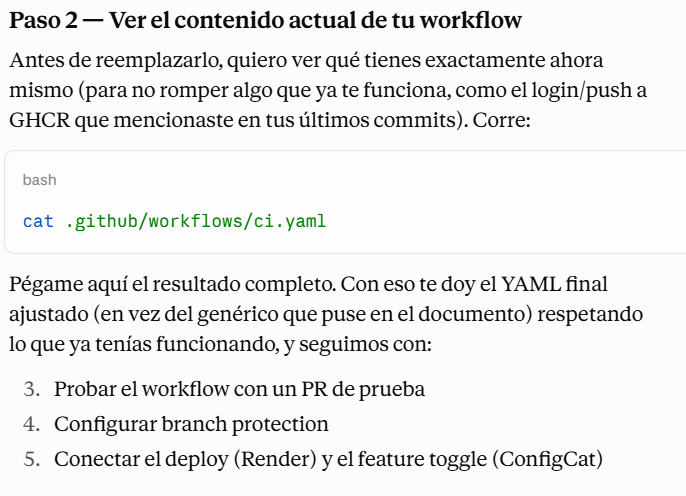 Paso 2 — Ver el contenido actual de tu workflow
Antes de reemplazarlo, quiero ver qué tienes exactamente ahora
mismo (para no romper algo que ya te funciona, como el login/push a
GHCR que mencionaste en tus últimos commits). Corre:
bash
cat .github/workflows/ci.yaml
Pégame aquí el resultado completo. Con eso te doy el YAML final
ajustado (en vez del genérico que puse en el documento) respetando
lo que ya tenías funcionando, y seguimos con:
3. Probar el workflow con un PR de prueba
4. Configurar branch protection
5. Conectar el deploy (Render) y el feature toggle (ConfigCat)